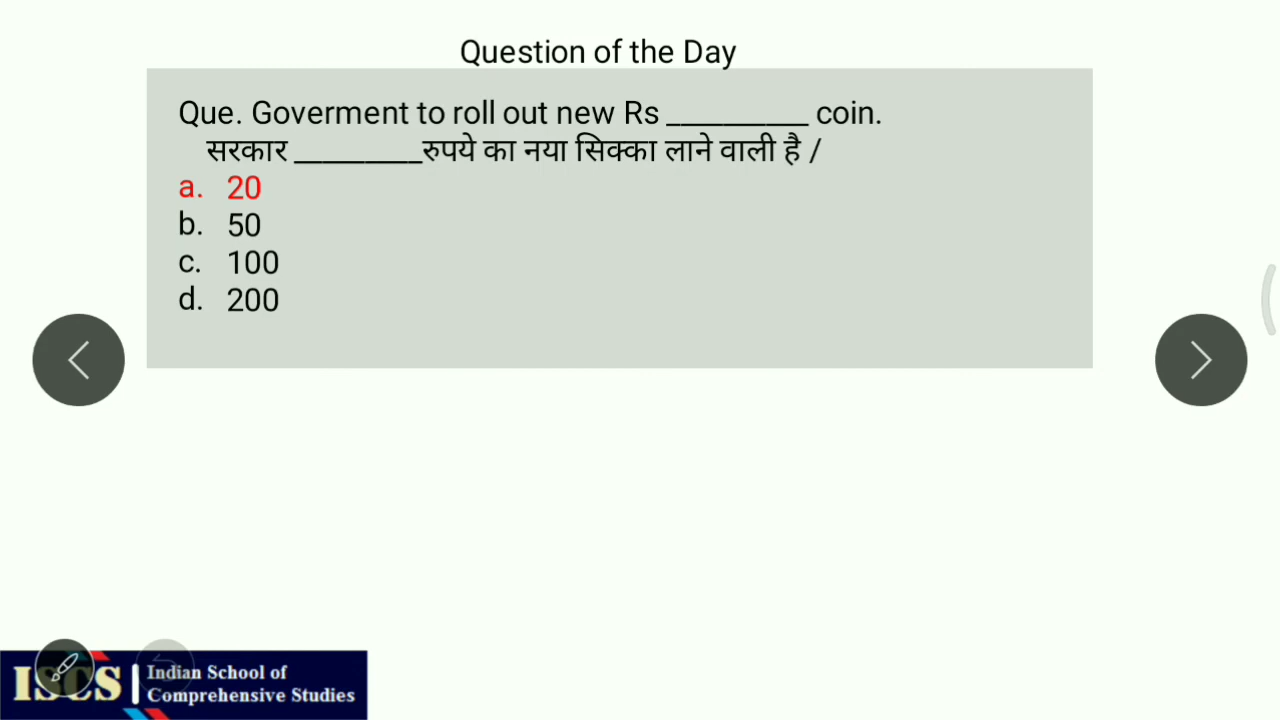 Question of the Day
Que. Goverment to roll out new Rs __________ coin.
सरकार _________रुपये का नया सिक्का लाने वाली है /
a. 20
b. 50
c. 100
d. 200
ISCS
Indian School of
Comprehensive Studies